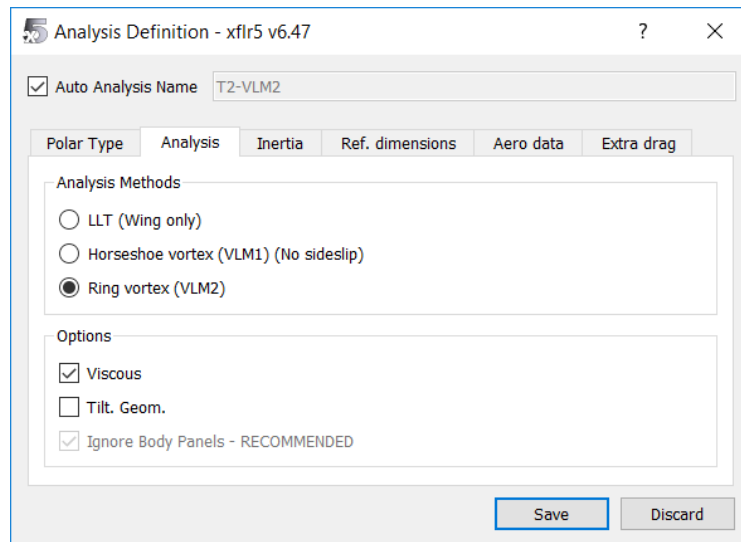 Analysis Definition - xflr5 v6.47
Auto Analysis Name T2-VLM2
Polar Type Analysis Inertia Ref. dimensions Aero data Extra drag
Analysis Methods
LLT (Wing only)
Horseshoe vortex (VLM1) (No sideslip)
Ring vortex (VLM2)
Options
Viscous
Tilt. Geom.
Ignore Body Panels - RECOMMENDED
Save Discard